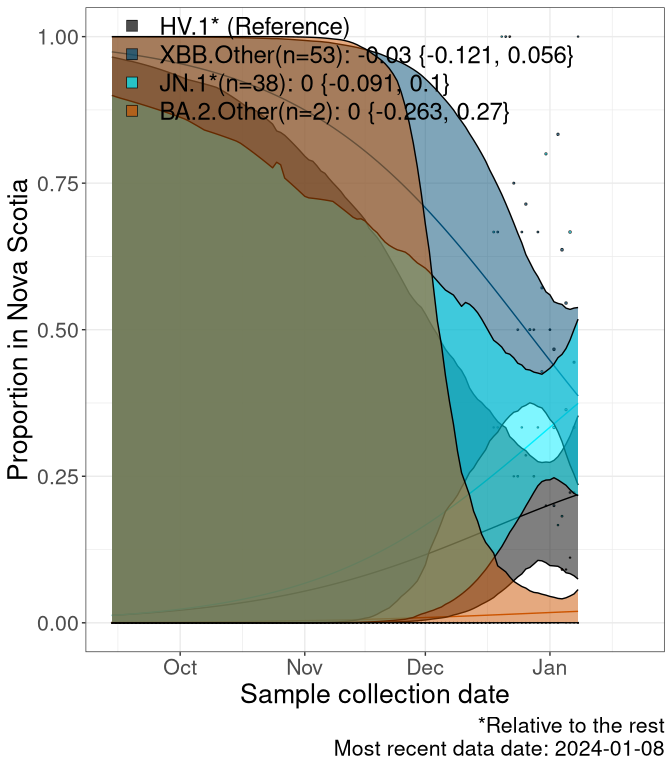 HV.1* (Reference)
XBB.Other(n=53): -0.03 {-0.121, 0.056}
JN.1*(n=38): 0 {-0.091, 0.1}
BA.2.Other(n=2): 0 {-0.263, 0.27}
1.00
0.75
0.50
0.25
0.00
Proportion in Nova Scotia
Oct Nov Dec Jan
Sample collection date
*Relative to the rest
Most recent data date: 2024-01-08